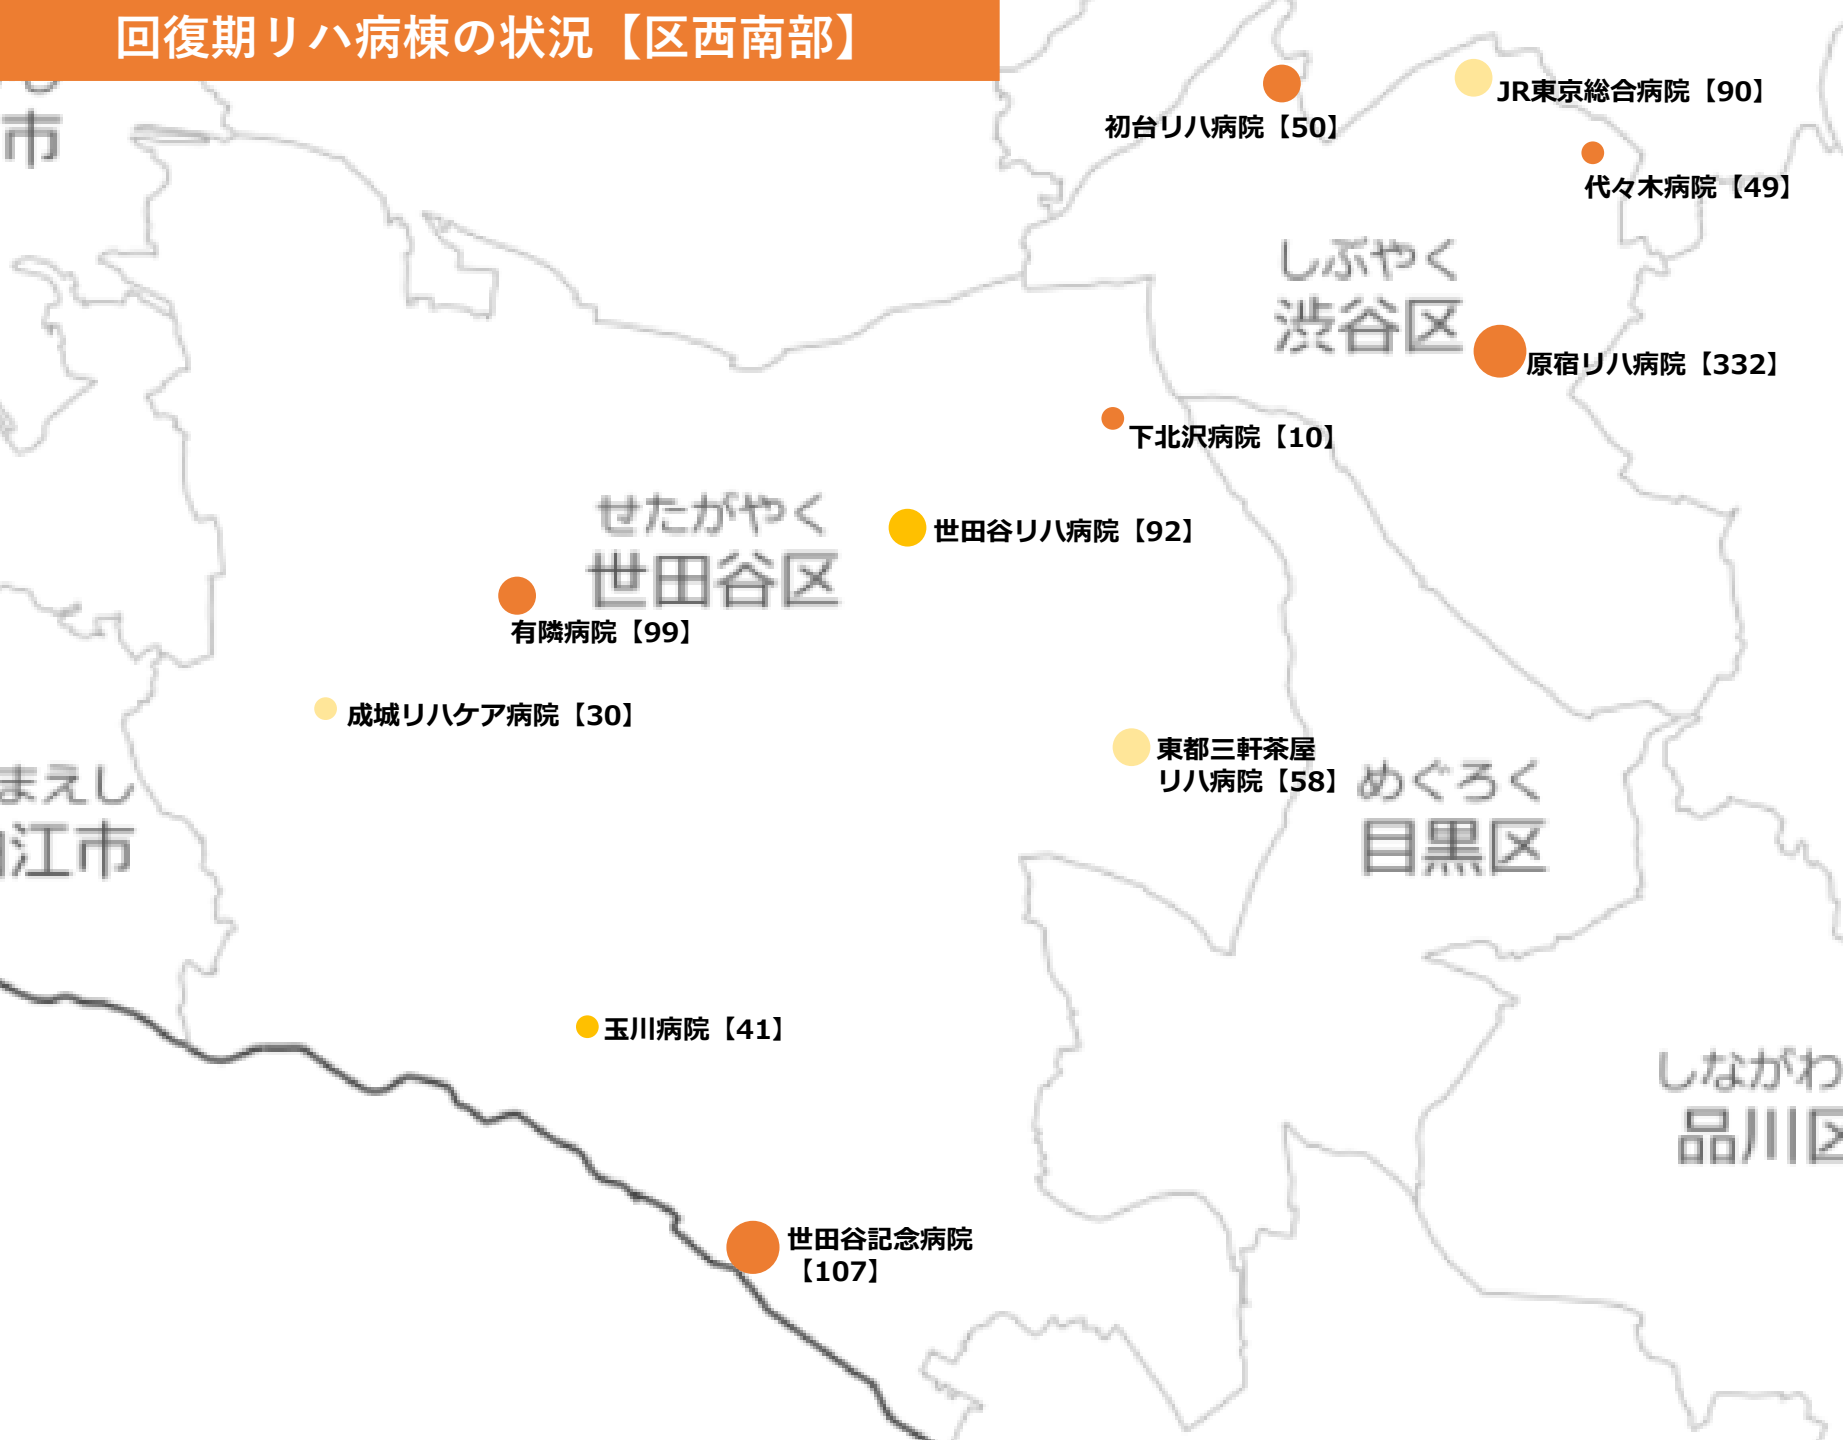 回復期リハ病棟の状況【区西南部】
市
JR東京総合病院【90】
初台リハ病院【50】
代々木病院【49】
しぶやく
渋谷区
原宿リハ病院【332】
下北沢病院【10】
せたがやく
世田谷区
世田谷リハ病院【92】
有隣病院【99】
成城リハケア病院【30】
東都三軒茶屋
リハ病院【58】
めぐろく
目黒区
まえし
江市
玉川病院【41】
しながわ
品川区
世田谷記念病院
【107】